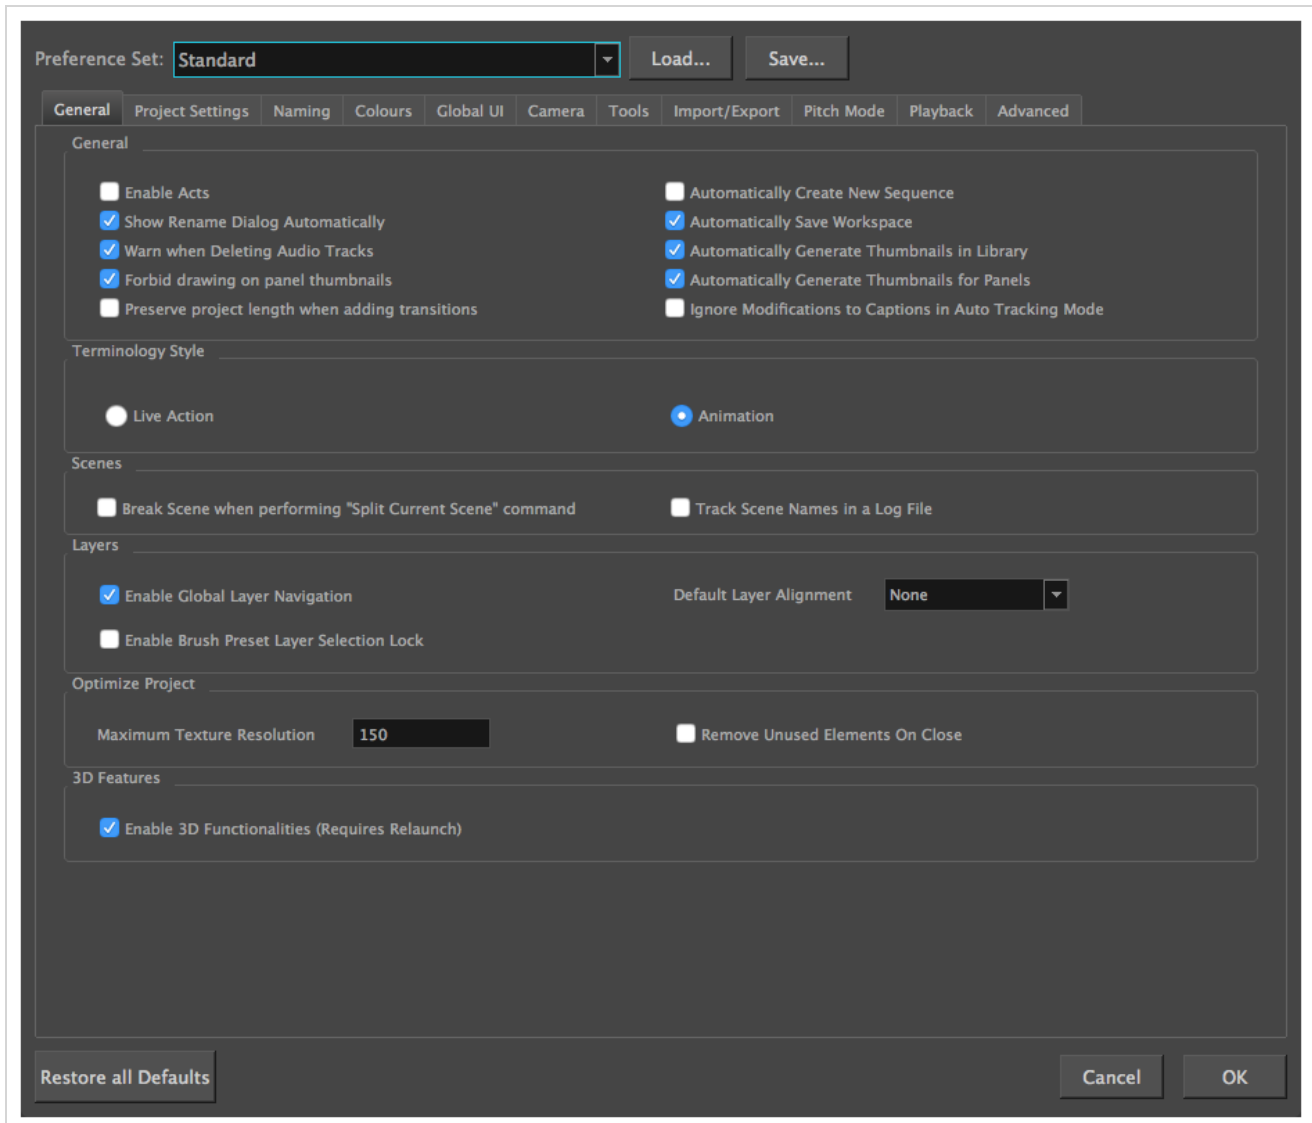 Preference Set: Standard Load... Save...
General Project Settings Naming Colours Global UI Camera Tools Import/Export Pitch Mode Playback Advanced
General
Enable Acts Automatically Create New Sequence
Show Rename Dialog Automatically Automatically Save Workspace
Warn when Deleting Audio Tracks Automatically Generate Thumbnails in Library
Forbid drawing on panel thumbnails Automatically Generate Thumbnails for Panels
Preserve project length when adding transitions Ignore Modifications to Captions in Auto Tracking Mode
Terminology Style
Live Action Animation
Scenes
Break Scene when performing "Split Current Scene" command Track Scene Names in a Log File
Layers
Enable Global Layer Navigation Default Layer Alignment None
Enable Brush Preset Layer Selection Lock
Optimize Project
Maximum Texture Resolution 150 Remove Unused Elements On Close
3D Features
Enable 3D Functionalities (Requires Relaunch)
Restore all Defaults Cancel OK